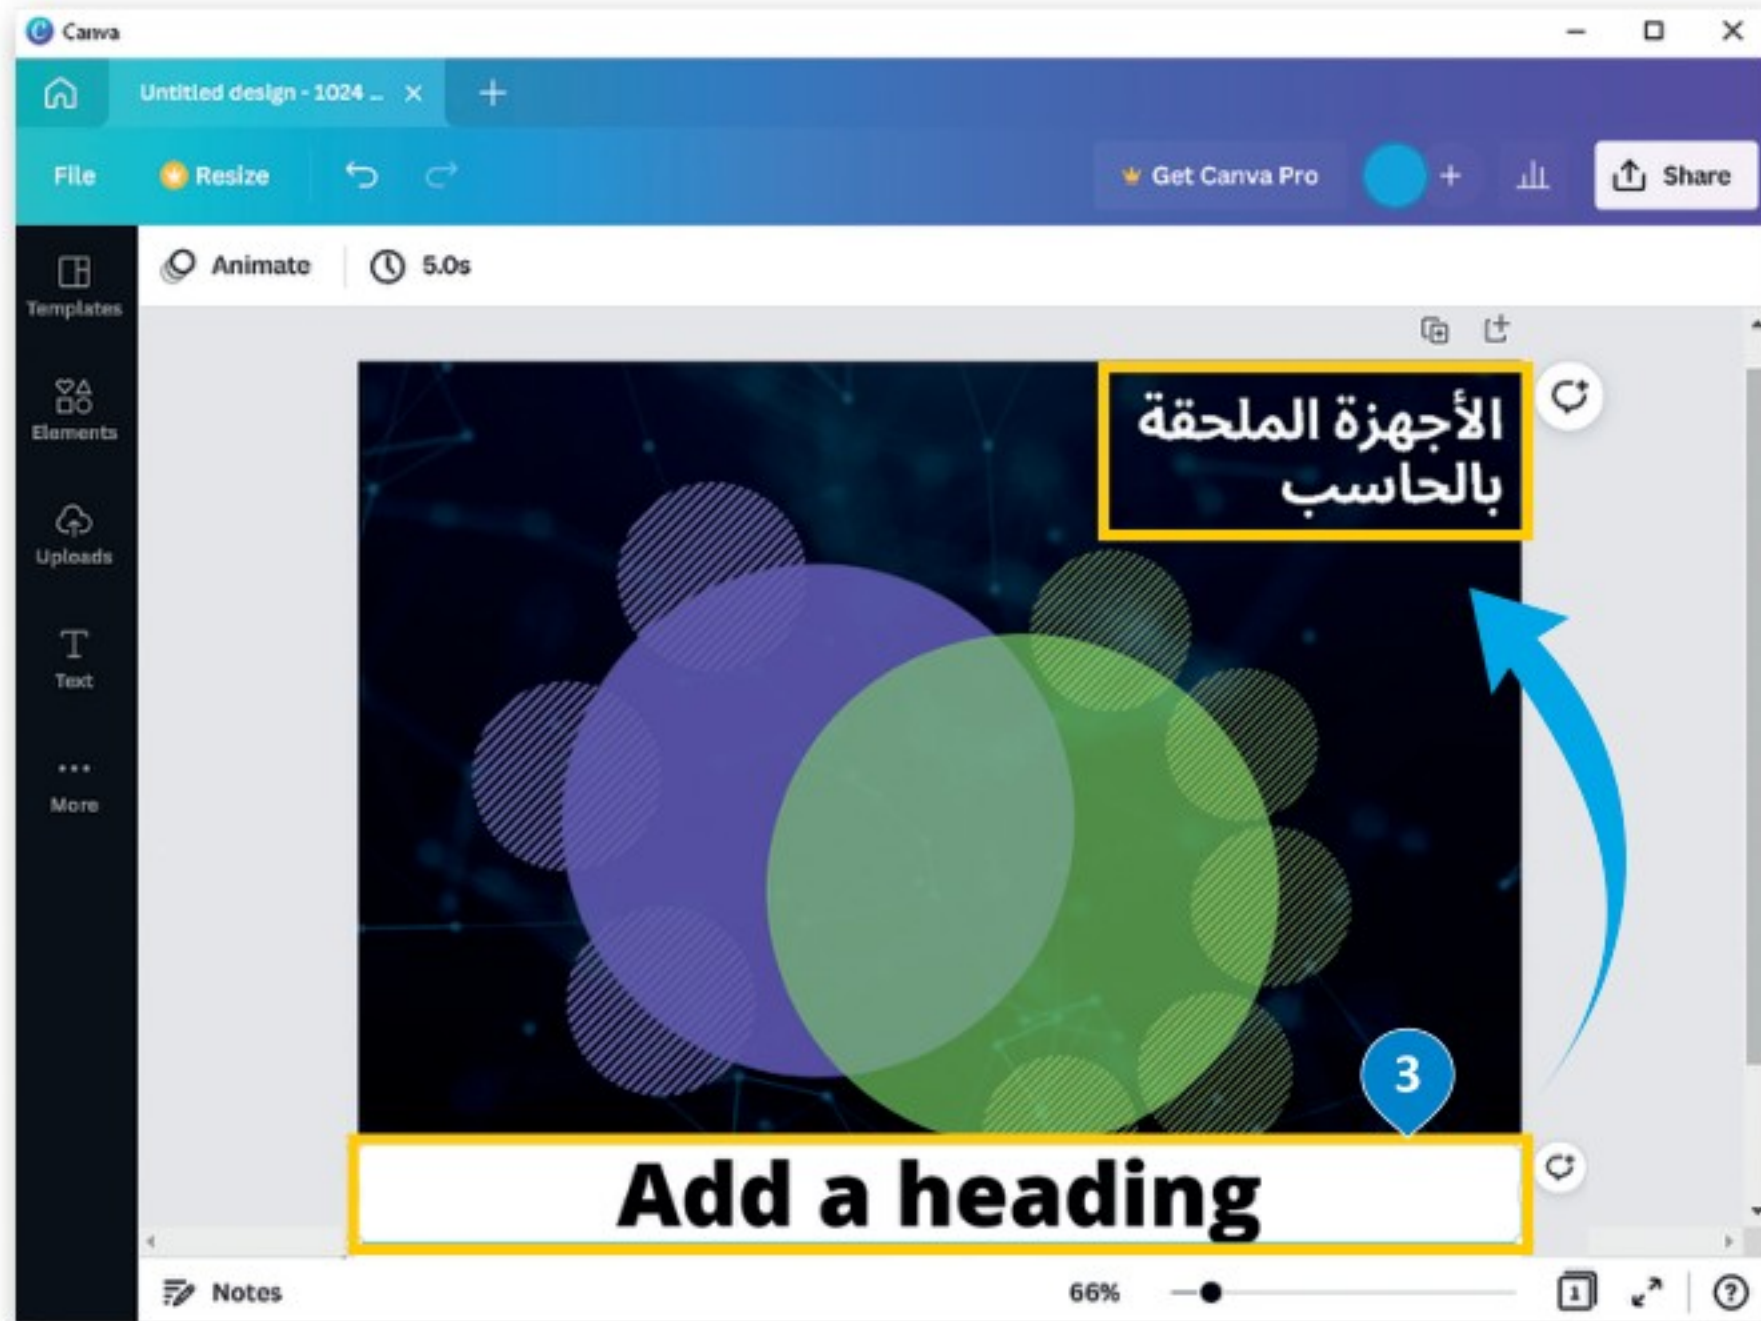 Canva
Untitled design - 1024 ...
File
Resize
Get Canva Pro
Share
Templates
Animate
5.0s
Elements
Uploads
Text
More
الأجهزة الملحقة
بالحاسب
3
Add a heading
Notes
66%
1